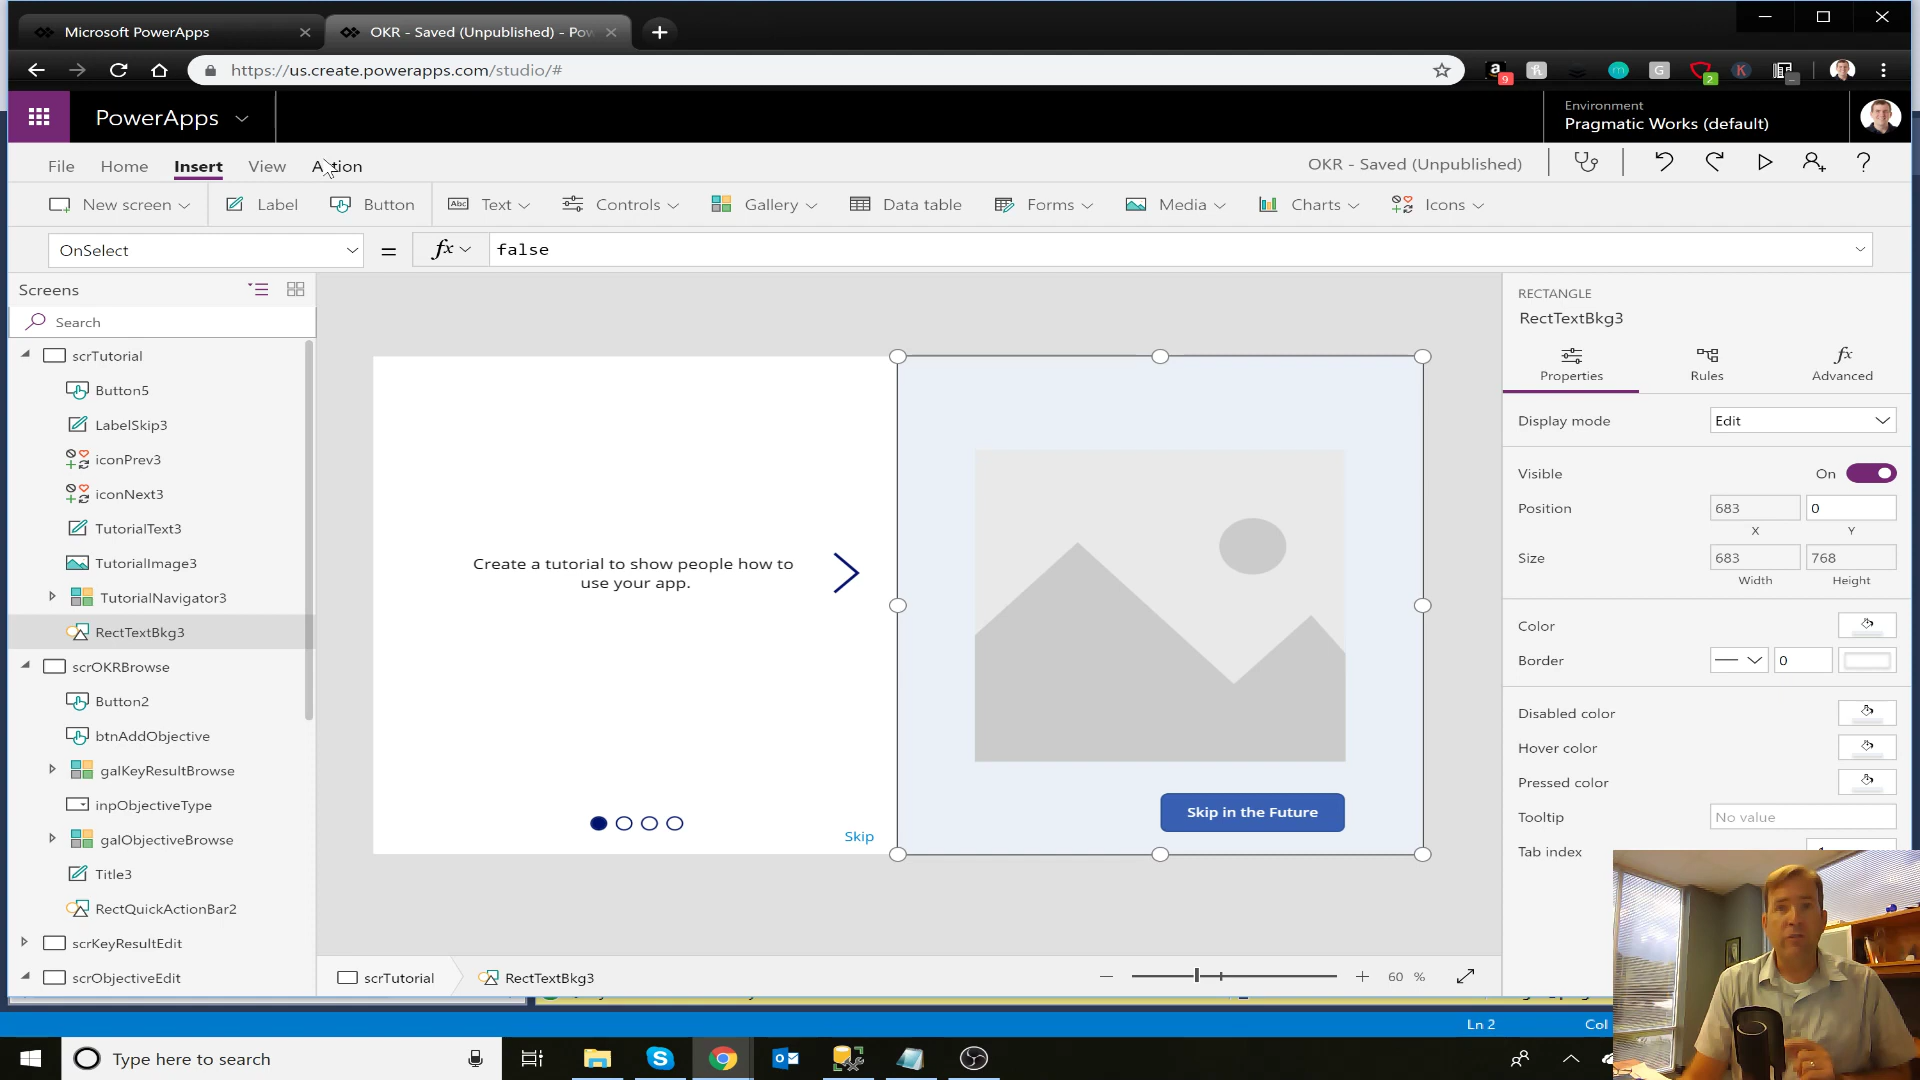 Microsoft PowerApps
OKR - Saved (Unpublished) - Pow
https://us.create.powerapps.com/studio/#
a
9
G
2
K
PowerApps
Environment
Pragmatic Works (default)
File
Home
Insert
View
Action
OKR - Saved (Unpublished)
New screen
Label
Button
Abc
Text
Controls
Gallery
Data table
Forms
Media
Charts
Icons
OnSelect
=
fx
false
Screens
Search
scrTutorial
Button5
LabelSkip3
iconPrev3
iconNext3
TutorialText3
TutorialImage3
TutorialNavigator3
RectTextBkg3
scrOKRBrowse
Button2
btnAddObjective
galKeyResultBrowse
inpObjectiveType
galObjectiveBrowse
Title3
RectQuickActionBar2
scrKeyResultEdit
scrObjectiveEdit
Create a tutorial to show people how to
use your app.
Skip
Skip in the Future
RECTANGLE
RectTextBkg3
Properties
Rules
fx
Advanced
Display mode
Edit
Visible
On
Position
683
0
X
Y
Size
683
768
Width
Height
Color
Border
0
Disabled color
Hover color
Pressed color
Tooltip
No value
Tab index
scrTutorial
RectTextBkg3
60 %
Ln 2
Col
Type here to search